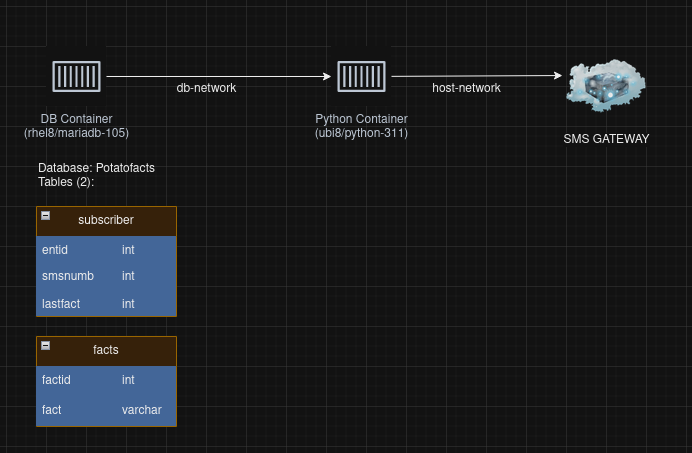 db-network
host-network
DB Container
(rhel8/mariadb-105)
Python Container
(ubi8/python-311)
SMS GATEWAY
Database: Potatofacts
Tables (2):
subscriber
entid int
smsnumb int
lastfact int
facts
factid int
fact varchar